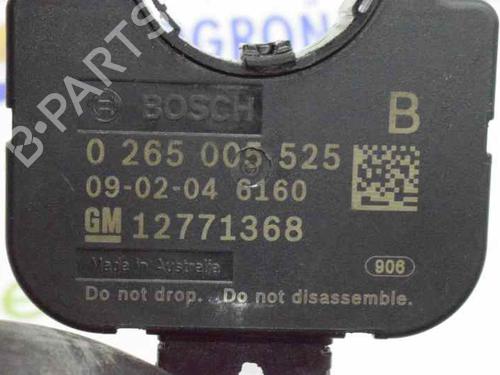 OGROÑ
BOSCH
B
0 265 005 525
09-02-04 6160
GM 12771368
Made in Australia
906
Do not drop. Do not disassemble.
B-PARTS